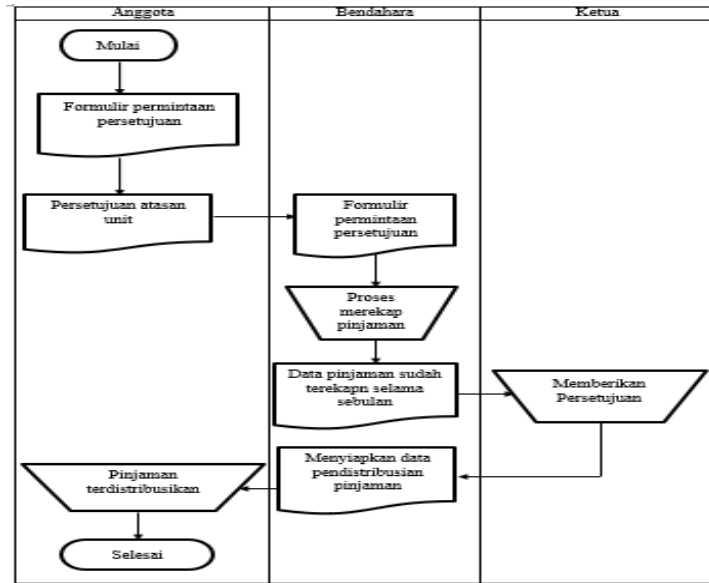 Anggota
Bendahara
Ketua
Mulai
Formulir permintaan
persetujuan
Persetujuan atasan
unit
Formulir
permintaan
persetujuan
Proses
merekap
pinjaman
Data pinjaman sudah
terekapn selama
sebulan
Memberikan
Persetujuan
Menyiapkan data
pendistribusian
pinjaman
Pinjaman
terdistribusikan
Selesai